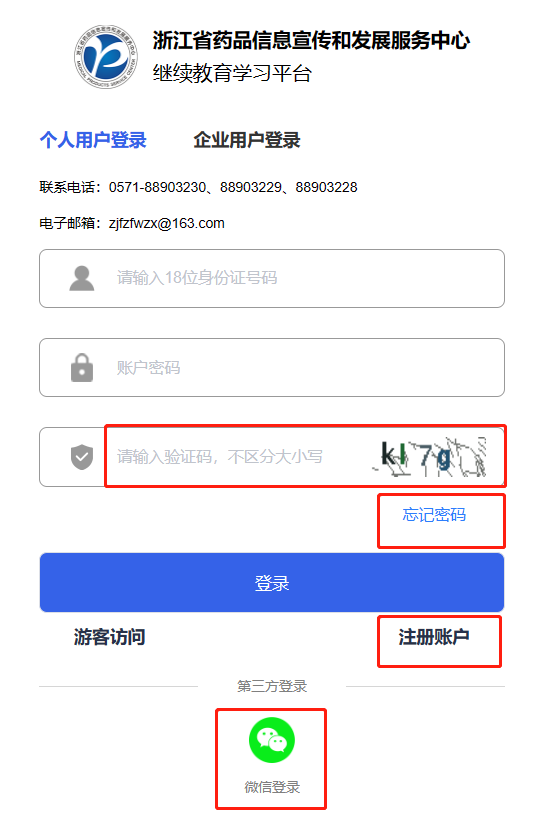 浙江省药品信息宣传和发展服务中心
继续教育学习平台
个人用户登录 企业用户登录
联系电话：0571-88903230、88903229、88903228
电子邮箱：zjfzfwzx@163.com
请输入18位身份证号码
账户密码
请输入验证码，不区分大小写 kl7g
忘记密码
登录
游客访问 注册账户
第三方登录
微信登录